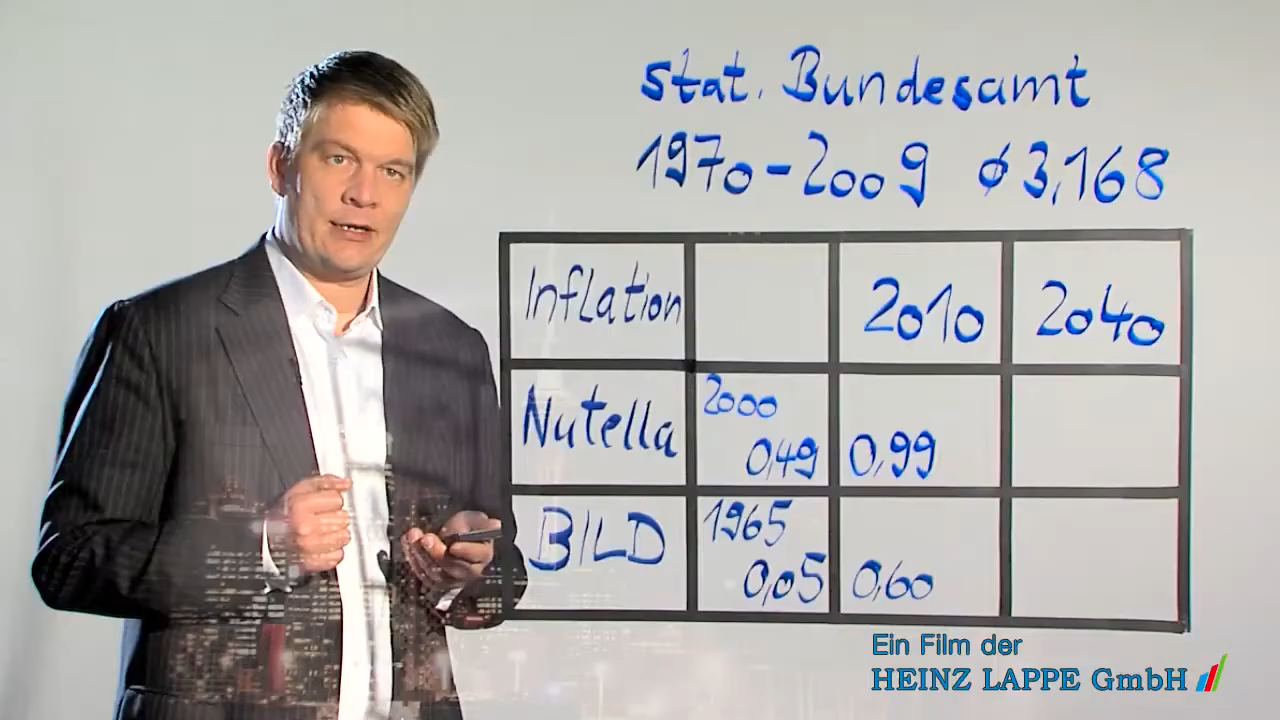 stat. Bundesamt
1970-2009 ø 3,168
Inflation 2010 2040
Nutella 2000 0,49 0,99
BILD 1965 0,05 0,60
Ein Film der
HEINZ LAPPE GmbH